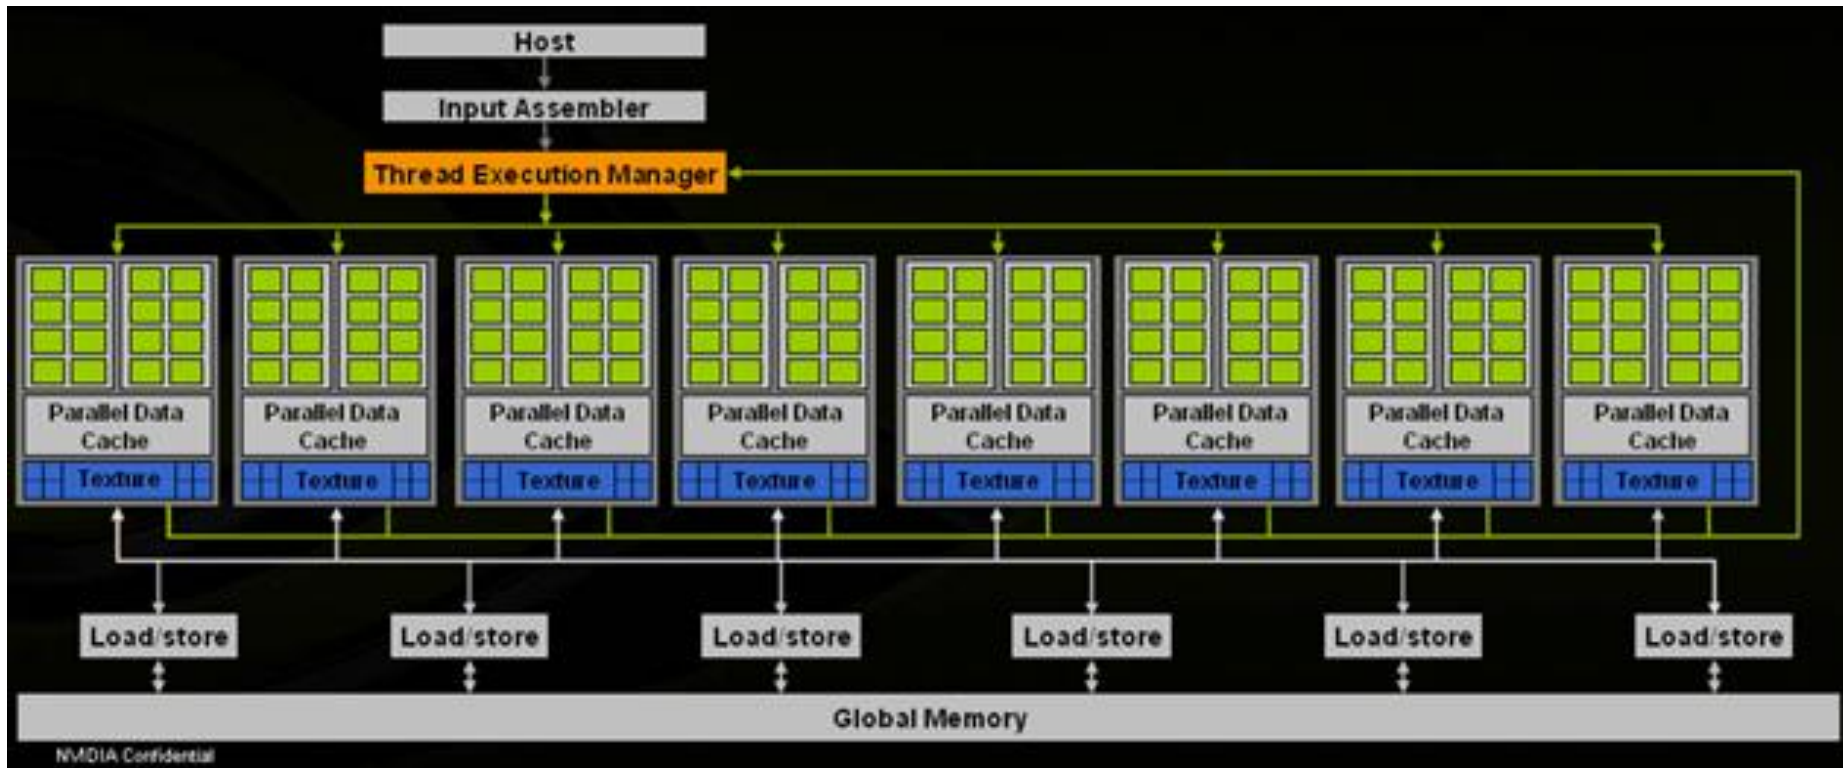 Host
Input Assembler
Thread Execution Manager
Parallel Data
Cache
Texture
Parallel Data
Cache
Texture
Parallel Data
Cache
Texture
Parallel Data
Cache
Texture
Parallel Data
Cache
Texture
Parallel Data
Cache
Texture
Parallel Data
Cache
Texture
Parallel Data
Cache
Texture
Load/store
Load/store
Load/store
Load/store
Load/store
Load/store
Global Memory
NVIDIA Confidential